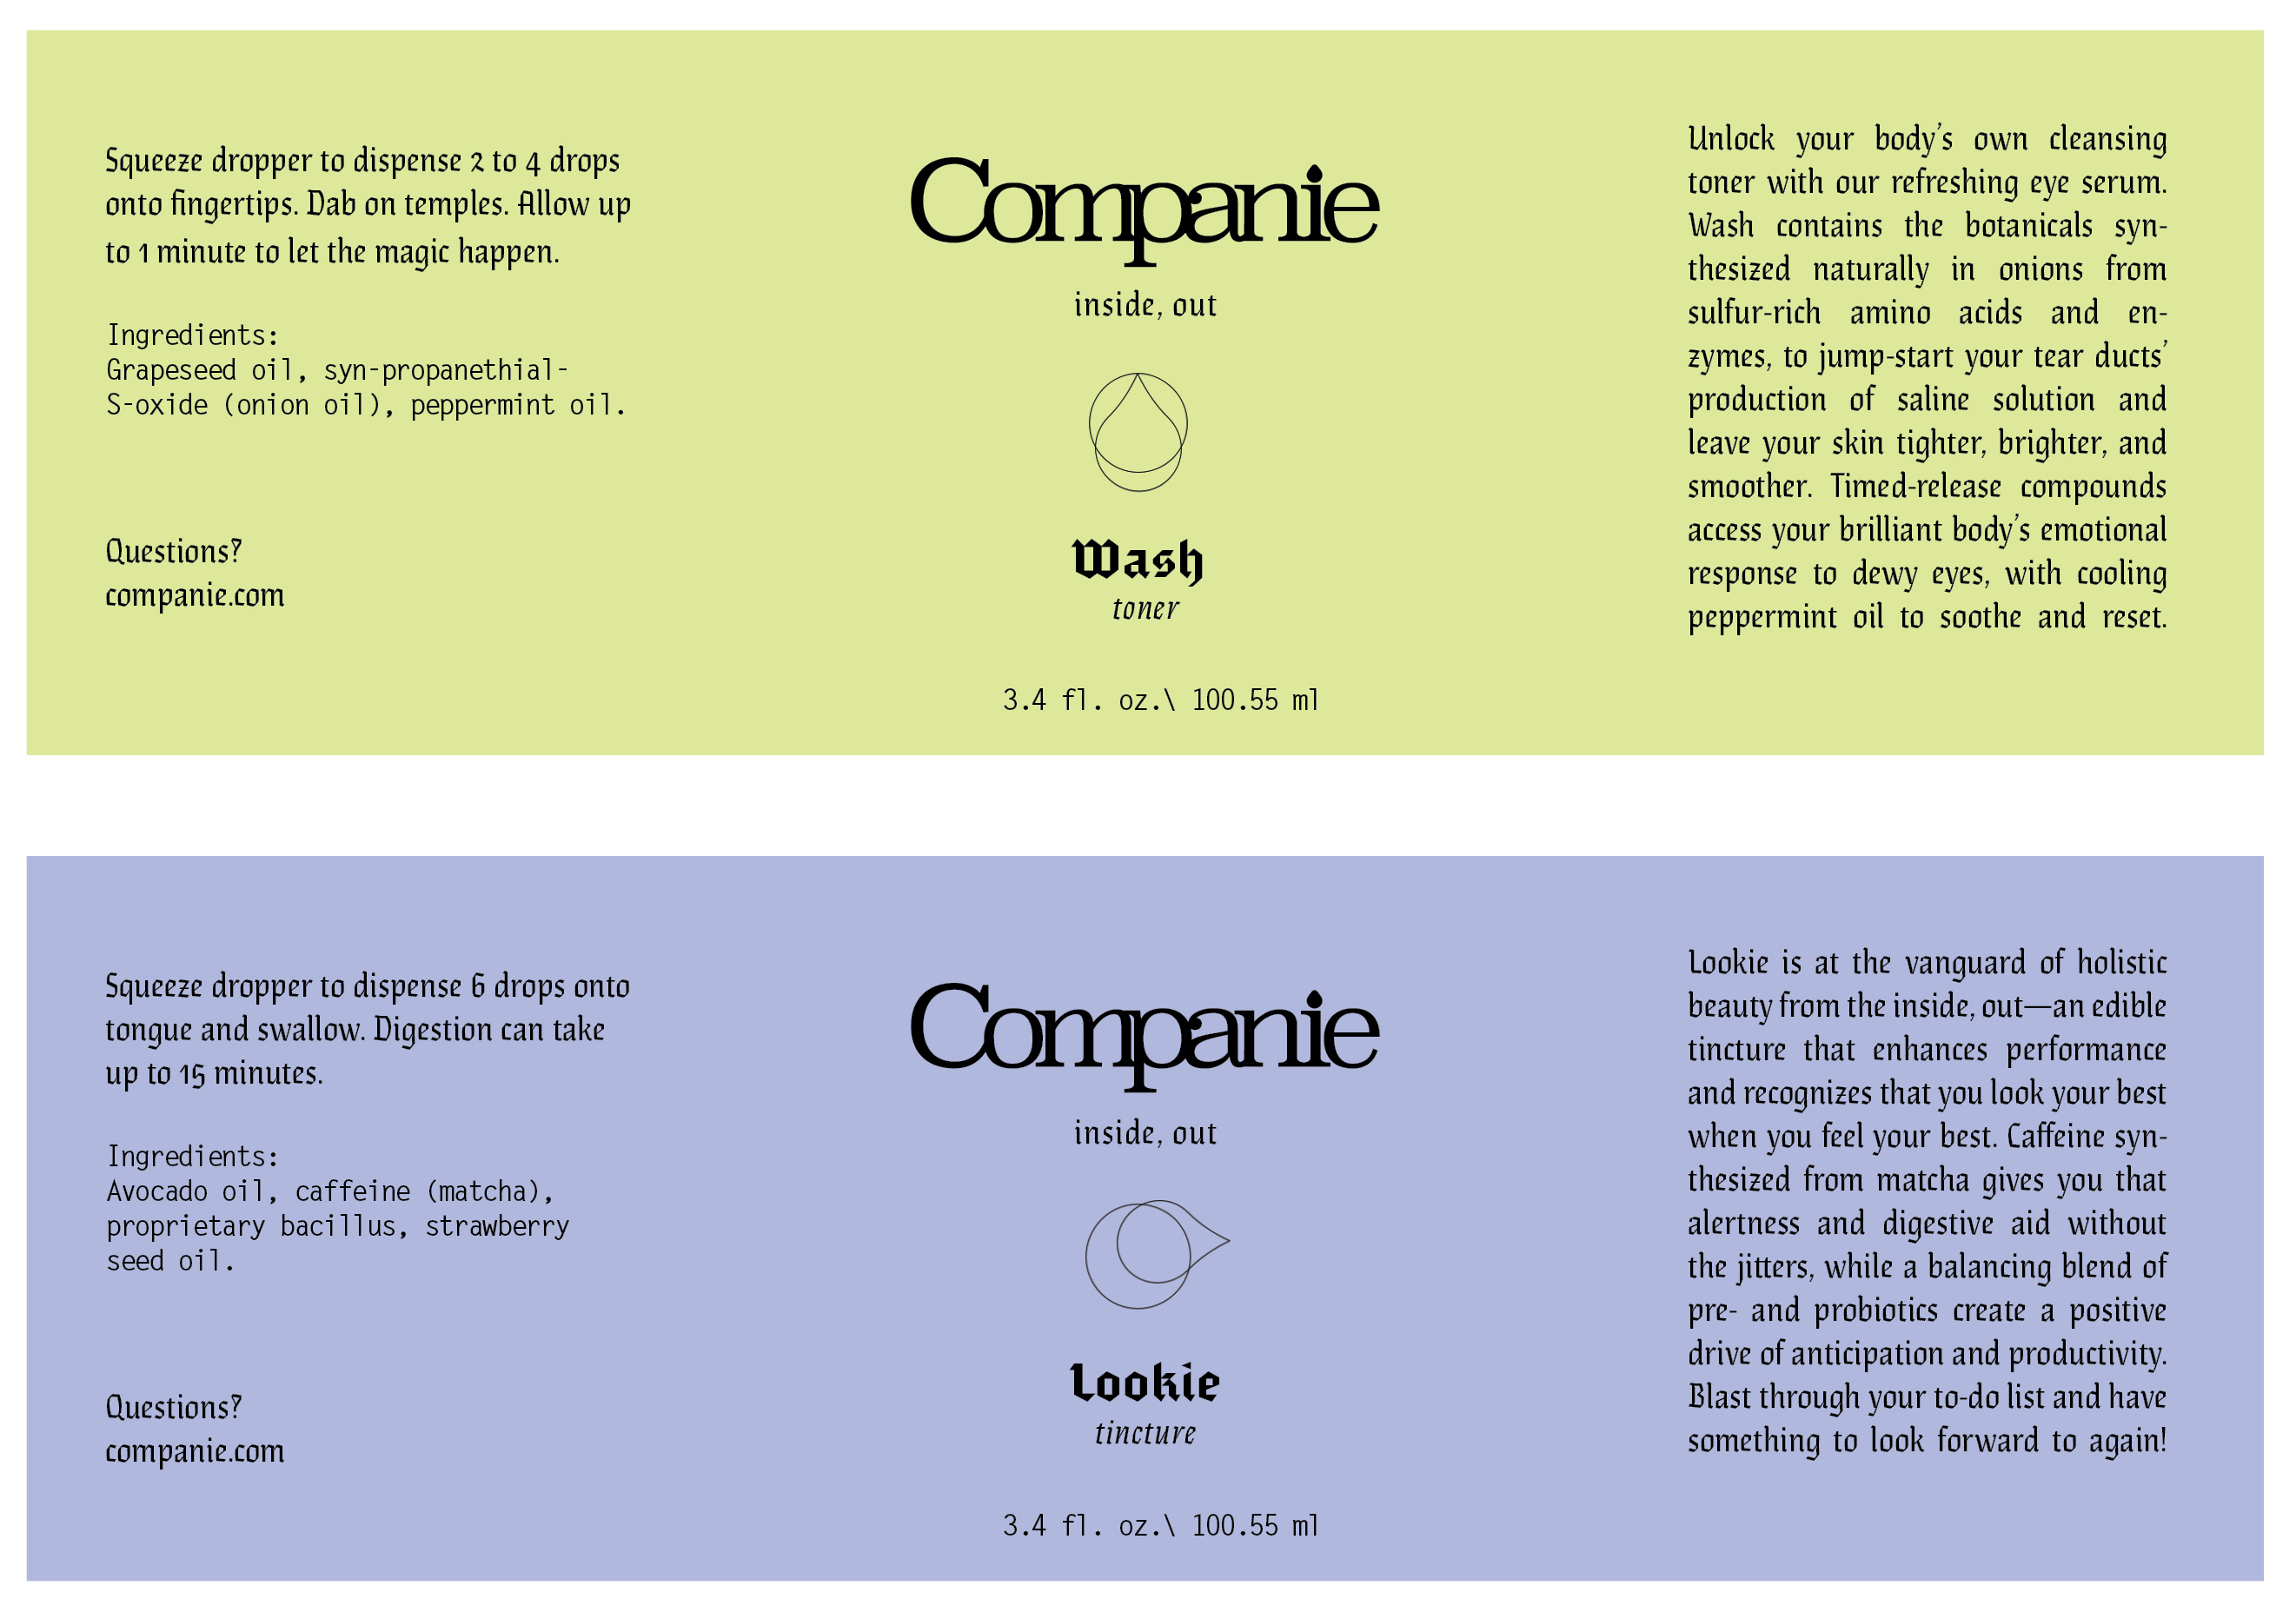 Squeeze dropper to dispense 2 to 4 drops
onto fingertips. Dab on temples. Allow up
to 1 minute to let the magic happen.
Ingredients:
Grapeseed oil, syn-propanethial-
S-oxide (onion oil), peppermint oil.
Questions?
companie.com
Companie
inside, out
Wash
toner
3.4 fl. oz.\ 100.55 ml
Unlock your body’s own cleansing
toner with our refreshing eye serum.
Wash contains the botanicals syn-
thesized naturally in onions from
sulfur-rich amino acids and en-
zymes, to jump-start your tear ducts’
production of saline solution and
leave your skin tighter, brighter, and
smoother. Timed-release compounds
access your brilliant body’s emotional
response to dewy eyes, with cooling
peppermint oil to soothe and reset.
Squeeze dropper to dispense 6 drops onto
tongue and swallow. Digestion can take
up to 15 minutes.
Ingredients:
Avocado oil, caffeine (matcha),
proprietary bacillus, strawberry
seed oil.
Questions?
companie.com
Companie
inside, out
Lookie
tincture
3.4 fl. oz.\ 100.55 ml
Lookie is at the vanguard of holistic
beauty from the inside, out—an edible
tincture that enhances performance
and recognizes that you look your best
when you feel your best. Caffeine syn-
thesized from matcha gives you that
alertness and digestive aid without
the jitters, while a balancing blend of
pre- and probiotics create a positive
drive of anticipation and productivity.
Blast through your to-do list and have
something to look forward to again!